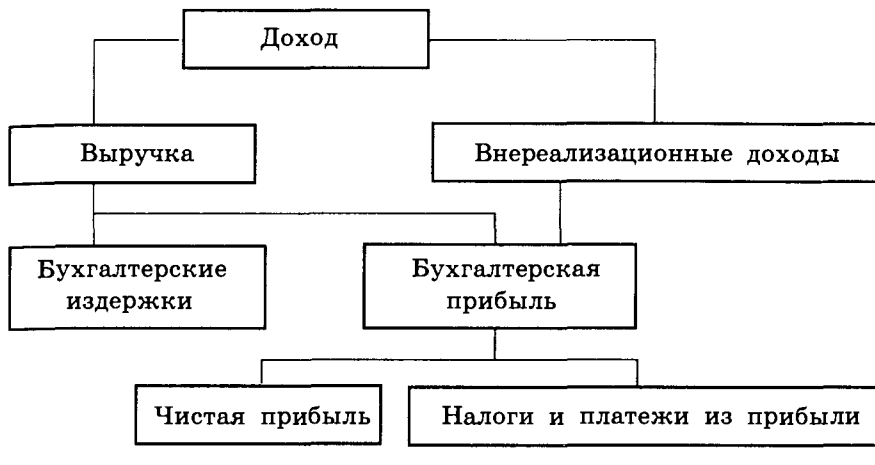 Доход
Выручка
Внереализационные доходы
Бухгалтерские
издержки
Бухгалтерская
прибыль
Чистая прибыль
Налоги и платежи из прибыли